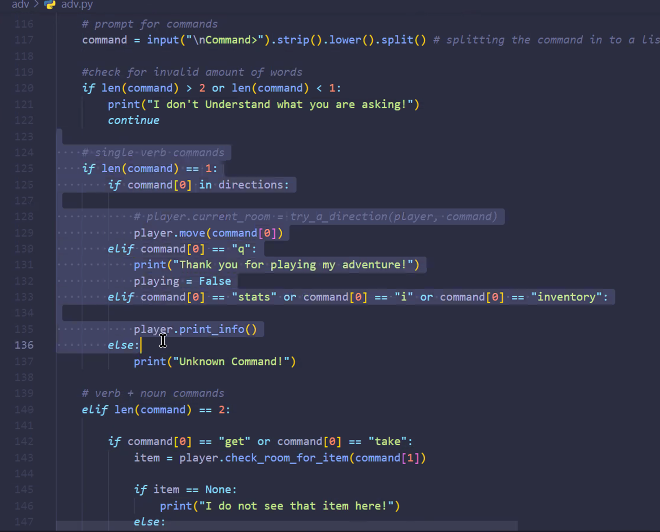 adv > adv.py
116 # prompt for commands
117 command = input("\nCommand>").strip().lower().split() # splitting the command in to a lis
118
119 #check for invalid amount of words
120 if len(command) > 2 or len(command) < 1:
121 print("I don't Understand what you are asking!")
122 continue
123
124 # single verb commands
125 if len(command) == 1:
126 if command[0] in directions:
127
128 # player.current_room = try_a_direction(player, command)
129 player.move(command[0])
130 elif command[0] == "q":
131 print("Thank you for playing my adventure!")
132 playing = False
133 elif command[0] == "stats" or command[0] == "i" or command[0] == "inventory":
134
135 player.print_info()
136 else:
137 print("Unknown Command!")
138
139 # verb + noun commands
140 elif len(command) == 2:
141
142 if command[0] == "get" or command[0] == "take":
143 item = player.check_room_for_item(command[1])
144
145 if item == None:
146 print("I do not see that item here!")
147 else: